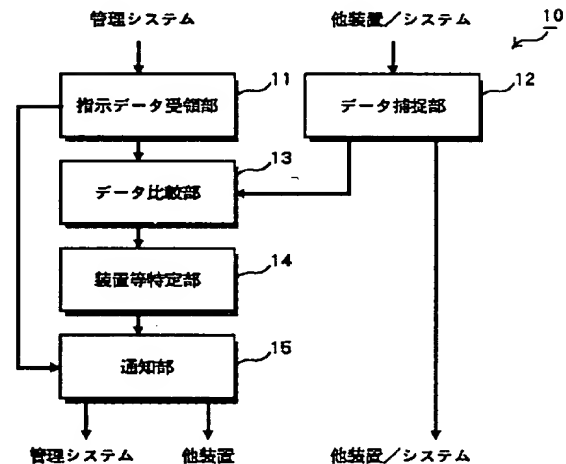 管理システム
他装置/システム
10
指示データ受領部
11
データ捕捉部
12
データ比較部
13
装置等特定部
14
通知部
15
管理システム
他装置
他装置/システム